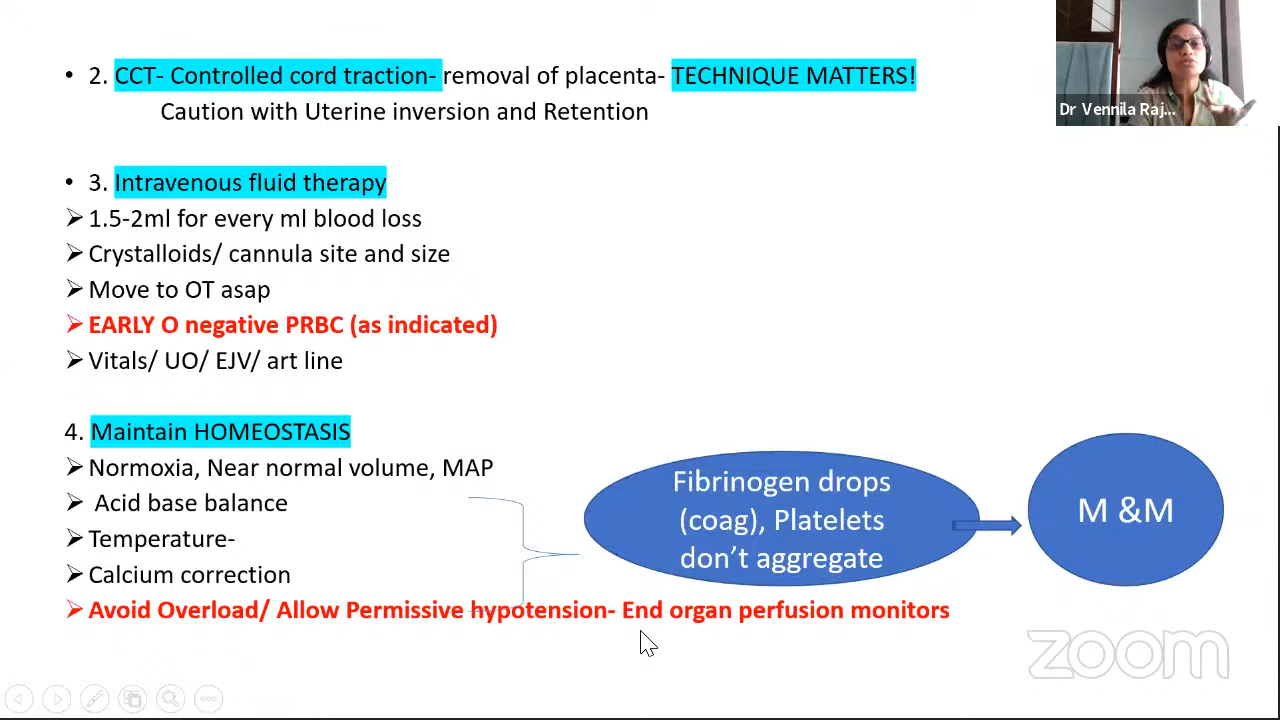 • 2. CCT- Controlled cord traction- removal of placenta- TECHNIQUE MATTERS!
Caution with Uterine inversion and Retention
• 3. Intravenous fluid therapy
➢ 1.5-2ml for every ml blood loss
➢ Crystalloids/ cannula site and size
➢ Move to OT asap
➢ EARLY O negative PRBC (as indicated)
➢ Vitals/ UO/ EJV/ art line
4. Maintain HOMEOSTASIS
➢ Normoxia, Near normal volume, MAP
➢ Acid base balance
➢ Temperature-
➢ Calcium correction
➢ Avoid Overload/ Allow Permissive hypotension- End organ perfusion monitors
Fibrinogen drops
(coag), Platelets
don't aggregate
M &M
Dr Vennila Raj...
zoom